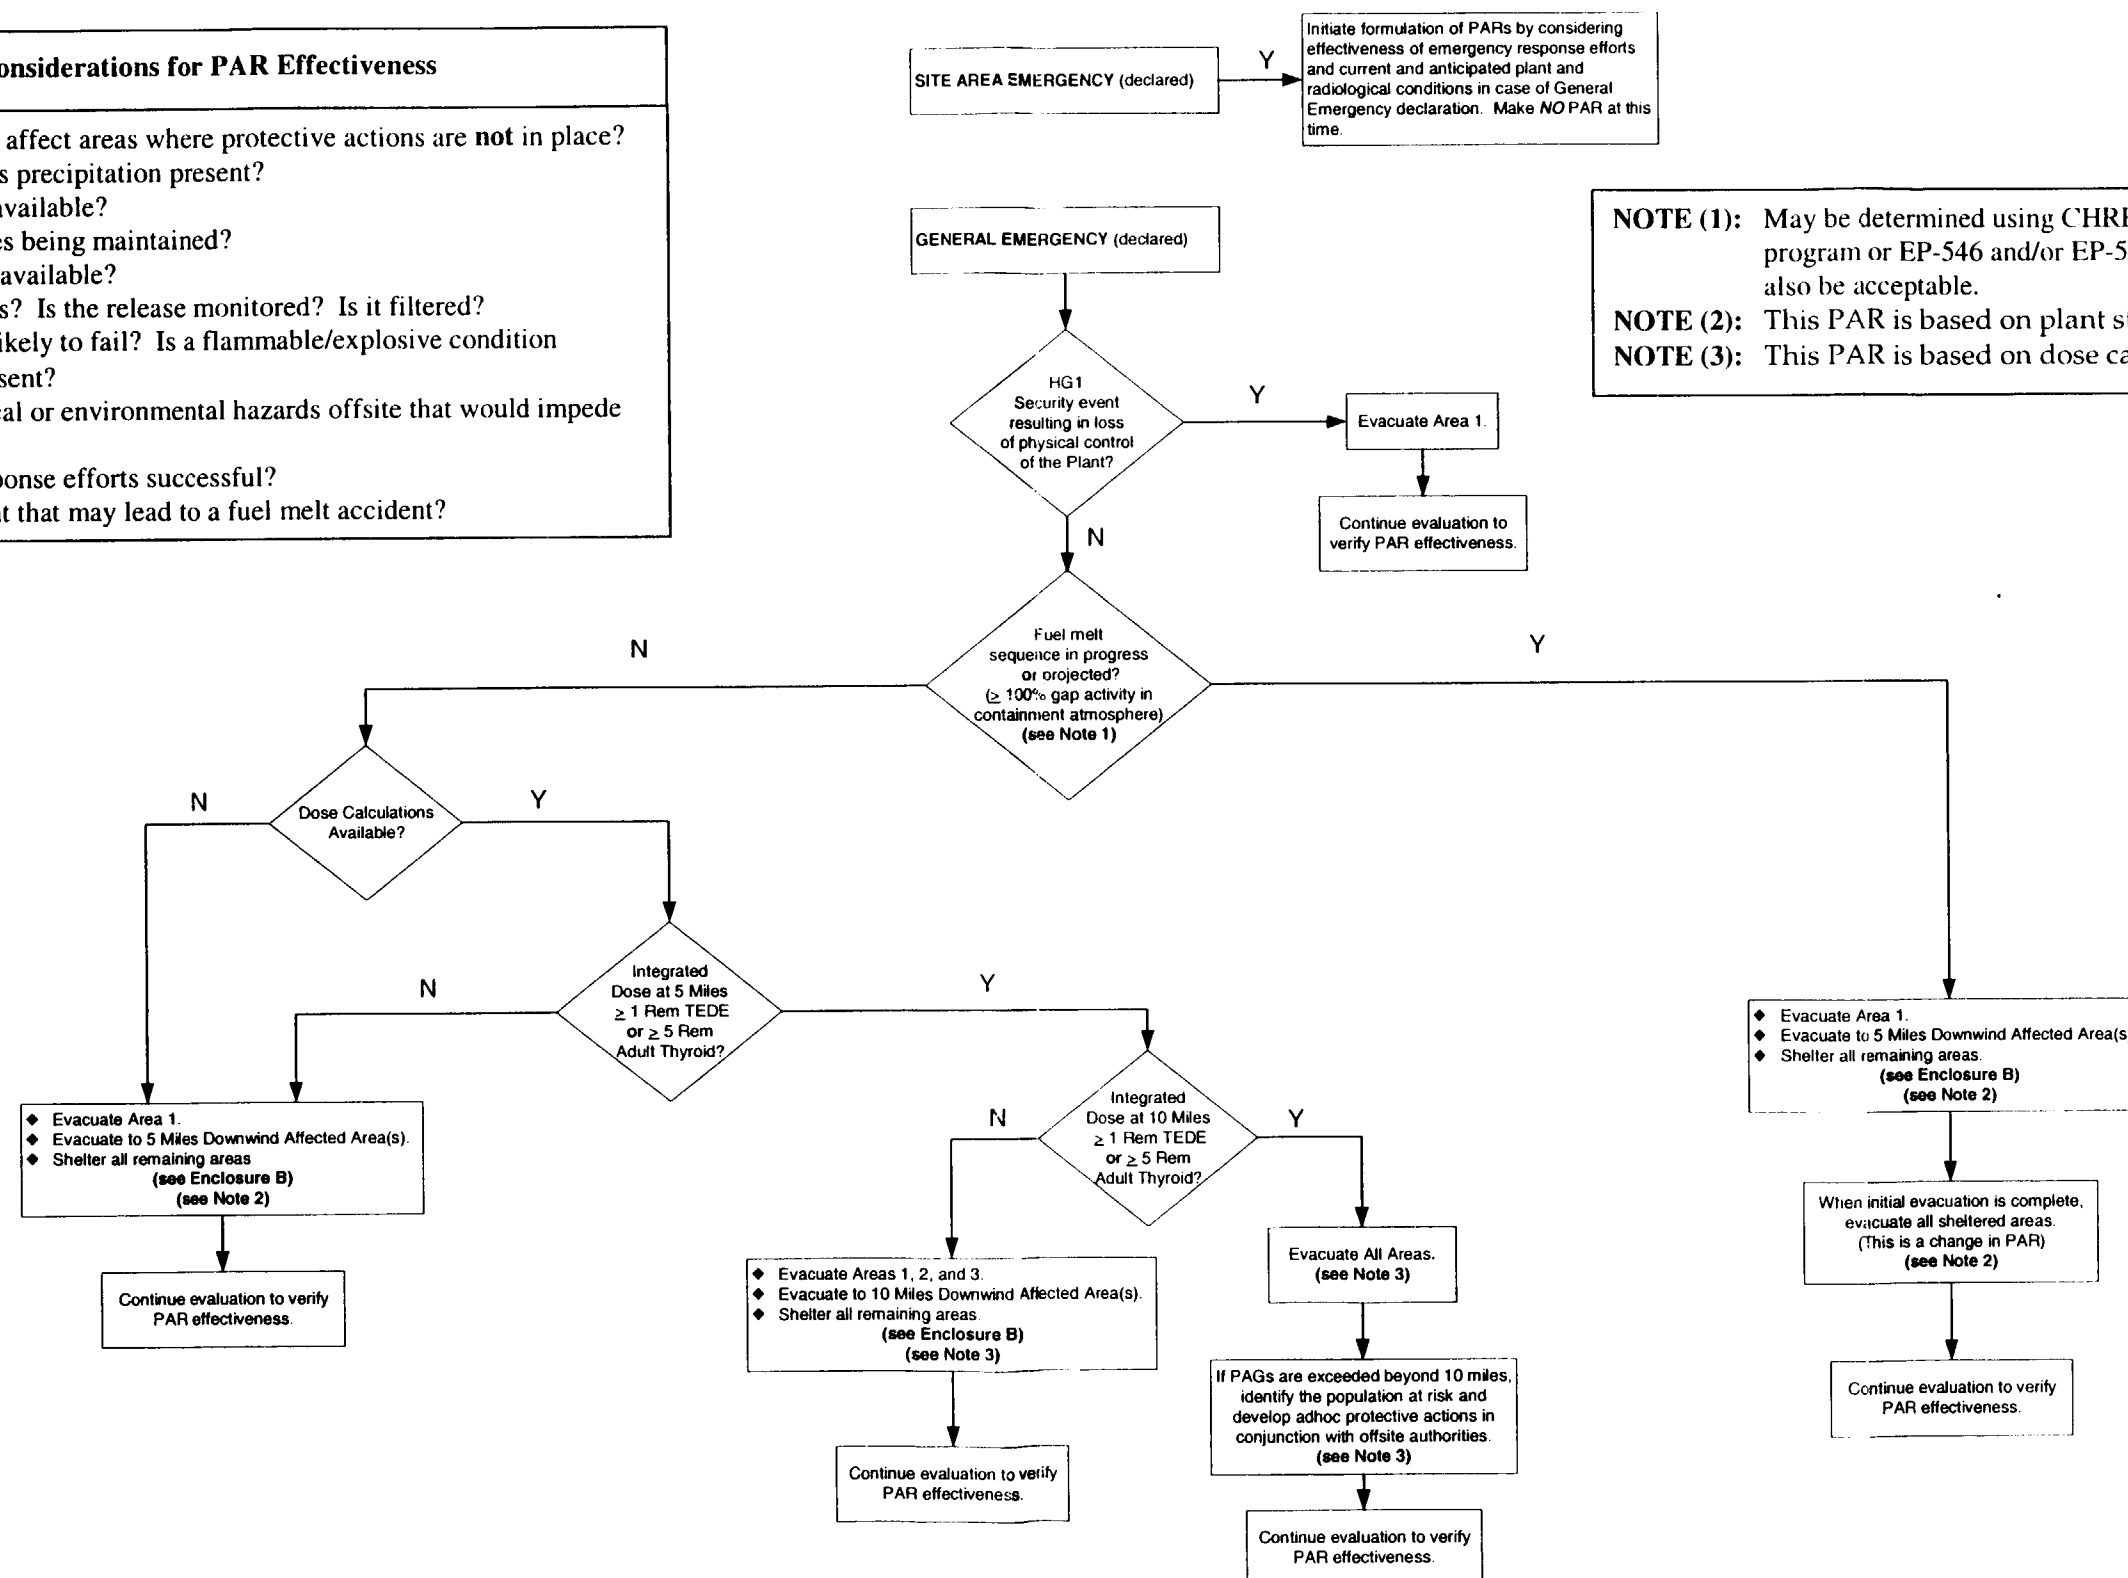 onsiderations for PAR Effectiveness
affect areas where protective actions are not in place?
s precipitation present?
available?
es being maintained?
available?
s? Is the release monitored? Is it filtered?
ikely to fail? Is a flammable/explosive condition
sent?
cal or environmental hazards offsite that would impede
ponse efforts successful?
nt that may lead to a fuel melt accident?
SITE AREA EMERGENCY (declared)
Y
Initiate formulation of PARs by considering
effectiveness of emergency response efforts
and current and anticipated plant and
radiological conditions in case of General
Emergency declaration. Make NO PAR at this
time.
GENERAL EMERGENCY (declared)
NOTE (1): May be determined using CHRE
program or EP-546 and/or EP-5
also be acceptable.
NOTE (2): This PAR is based on plant st
NOTE (3): This PAR is based on dose ca
HG1
Security event
resulting in loss
of physical control
of the Plant?
Y
Evacuate Area 1.
Continue evaluation to
verify PAR effectiveness.
N
Fuel melt
sequence in progress
or projected?
(≥ 100% gap activity in
containment atmosphere)
(see Note 1)
N
Y
Dose Calculations
Available?
N
Y
Integrated
Dose at 5 Miles
≥ 1 Rem TEDE
or ≥ 5 Rem
Adult Thyroid?
N
Y
◆ Evacuate Area 1.
◆ Evacuate to 5 Miles Downwind Affected Area(s).
◆ Shelter all remaining areas
(see Enclosure B)
(see Note 2)
Continue evaluation to verify
PAR effectiveness.
Integrated
Dose at 10 Miles
≥ 1 Rem TEDE
or ≥ 5 Rem
Adult Thyroid?
N
Y
◆ Evacuate Areas 1, 2, and 3.
◆ Evacuate to 10 Miles Downwind Affected Area(s).
◆ Shelter all remaining areas.
(see Enclosure B)
(see Note 3)
Continue evaluation to verify
PAR effectiveness.
Evacuate All Areas.
(see Note 3)
If PAGs are exceeded beyond 10 miles,
identify the population at risk and
develop adhoc protective actions in
conjunction with offsite authorities.
(see Note 3)
Continue evaluation to verify
PAR effectiveness.
◆ Evacuate Area 1.
◆ Evacuate to 5 Miles Downwind Affected Area(s
◆ Shelter all remaining areas.
(see Enclosure B)
(see Note 2)
When initial evacuation is complete,
evacuate all sheltered areas.
(This is a change in PAR)
(see Note 2)
Continue evaluation to verify
PAR effectiveness.